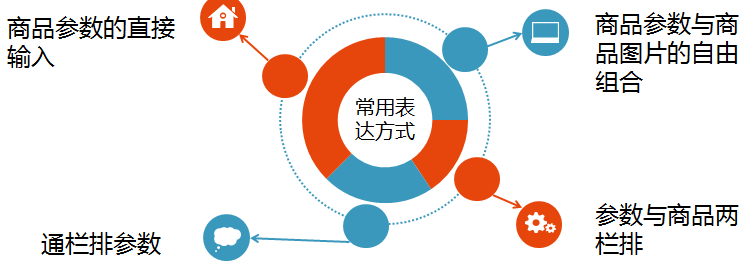 商品参数的直接
输入
商品参数与商
品图片的自由
组合
常用表
达方式
通栏排参数
参数与商品两
栏排